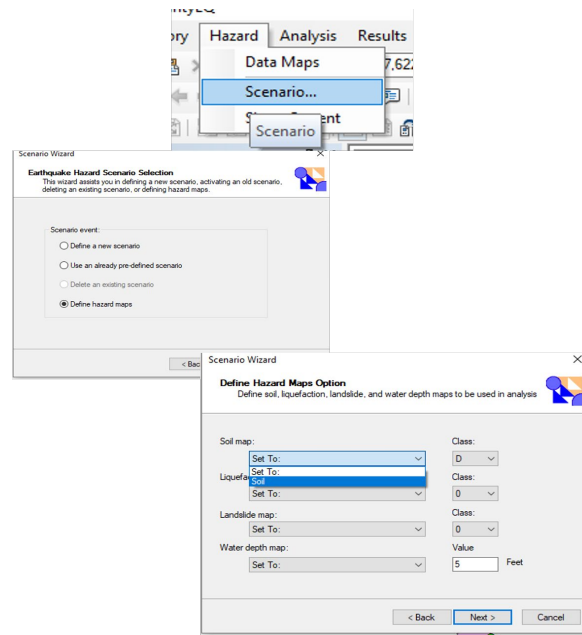 Hazard Analysis Results
Data Maps
Scenario...
Scenario
Scenario Wizard
Earthquake Hazard Scenario Selection
This wizard assists you in defining a new scenario, activating an old scenario,
deleting an existing scenario, or defining hazard maps.
Scenario event:
Define a new scenario
Use an already pre-defined scenario
Delete an existing scenario
Define hazard maps
< Bac
Scenario Wizard
Define Hazard Maps Option
Define soil, liquefaction, landslide, and water depth maps to be used in analysis
Soil map: Class:
Set To: D
Set To:
Soil
Liquefa Class:
Set To: 0
Landslide map: Class:
Set To: 0
Water depth map: Value
Set To: 5 Feet
< Back Next > Cancel